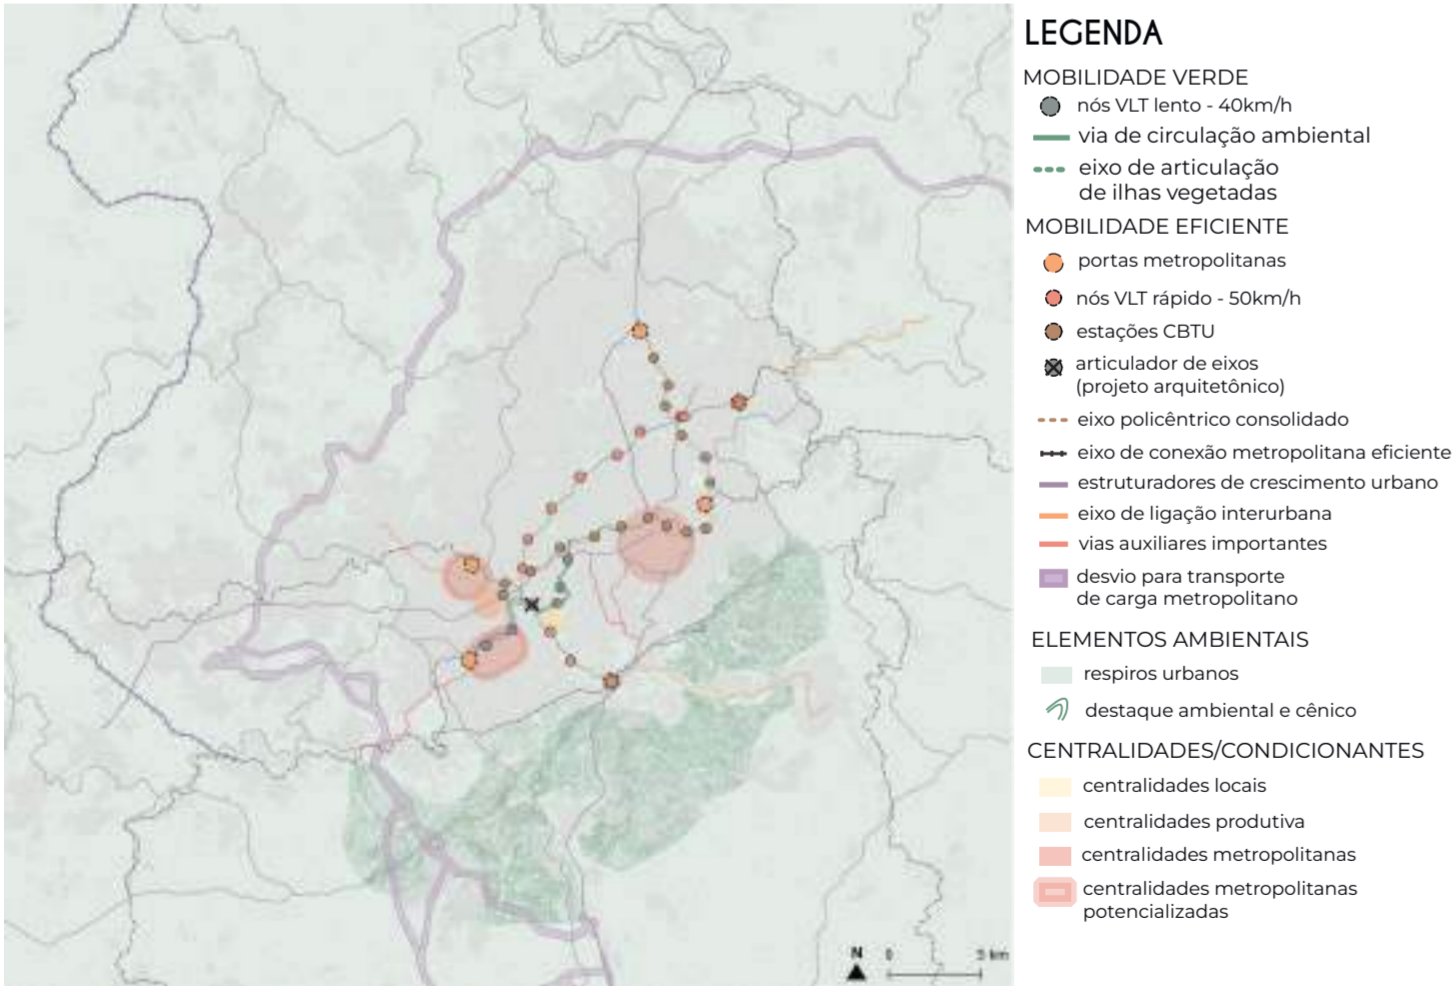 LEGENDA
MOBILIDADE VERDE
nós VLT lento - 40km/h
via de circulação ambiental
eixo de articulação
de ilhas vegetadas
MOBILIDADE EFICIENTE
portas metropolitanas
nós VLT rápido - 50km/h
estações CBTU
articulador de eixos
(projeto arquitetônico)
eixo policêntrico consolidado
eixo de conexão metropolitana eficiente
estruturadores de crescimento urbano
eixo de ligação interurbana
vias auxiliares importantes
desvio para transporte
de carga metropolitano
ELEMENTOS AMBIENTAIS
respiros urbanos
destaque ambiental e cênico
CENTRALIDADES/CONDICIONANTES
centralidades locais
centralidades produtiva
centralidades metropolitanas
centralidades metropolitanas
potencializadas
N 0 5 km